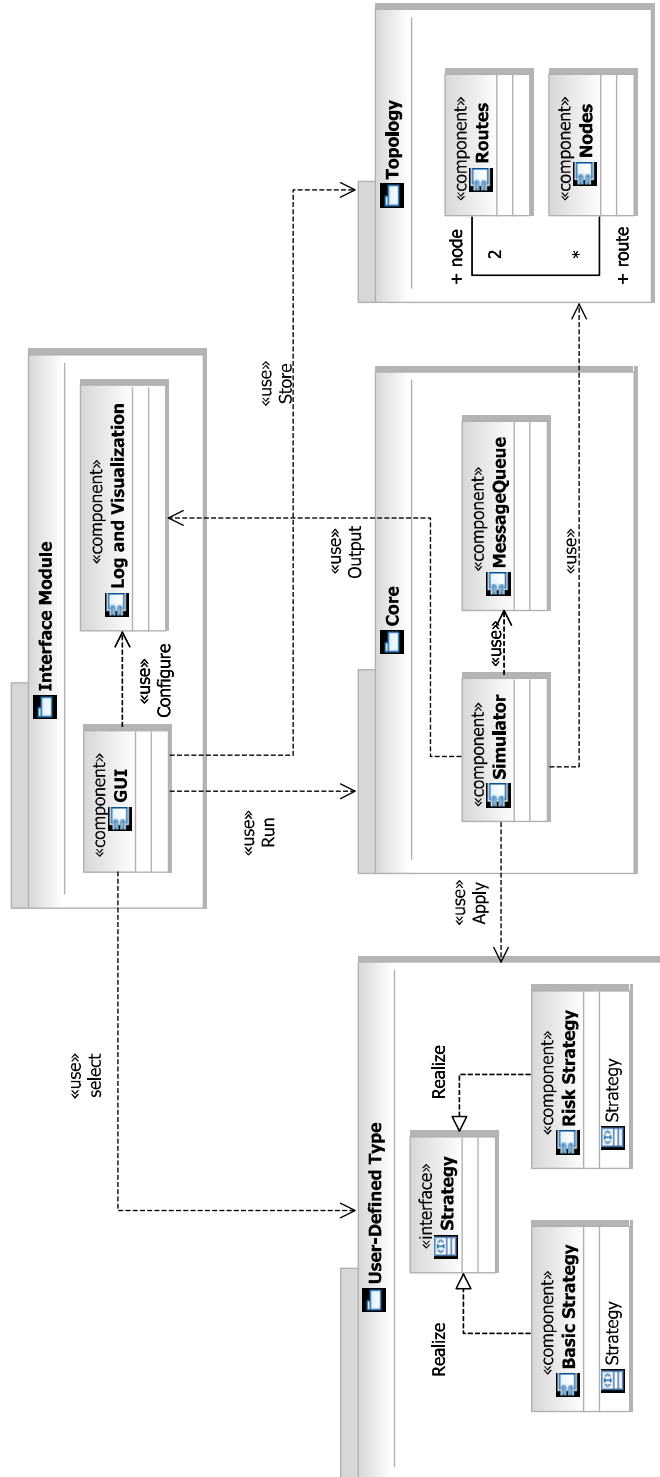 Interface Module
«component»
GUI
«component»
Log and Visualization
«use»
Configure
«use»
select
«use»
Run
«use»
Store
«use»
Output
User-Defined Type
«interface»
Strategy
Realize
Realize
«component»
Basic Strategy
Strategy
«component»
Risk Strategy
Strategy
«use»
Apply
Core
«component»
Simulator
«use»
«component»
MessageQueue
«use»
Topology
+ node
2
*
+ route
«component»
Routes
«component»
Nodes